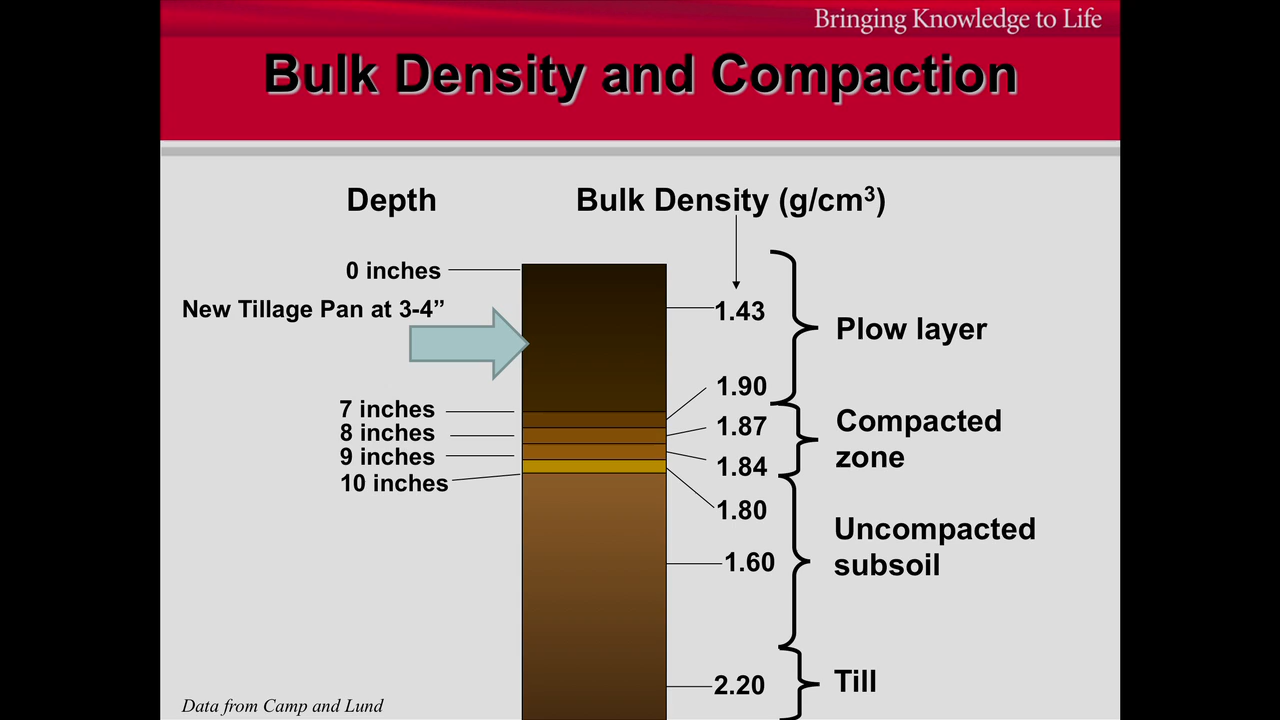 Bringing Knowledge to Life
Bulk Density and Compaction
Depth
Bulk Density (g/cm³)
0 inches
New Tillage Pan at 3-4”
1.43
Plow layer
1.90
7 inches
1.87
8 inches
Compacted
zone
9 inches
1.84
10 inches
1.80
Uncompacted
subsoil
1.60
2.20
Till
Data from Camp and Lund